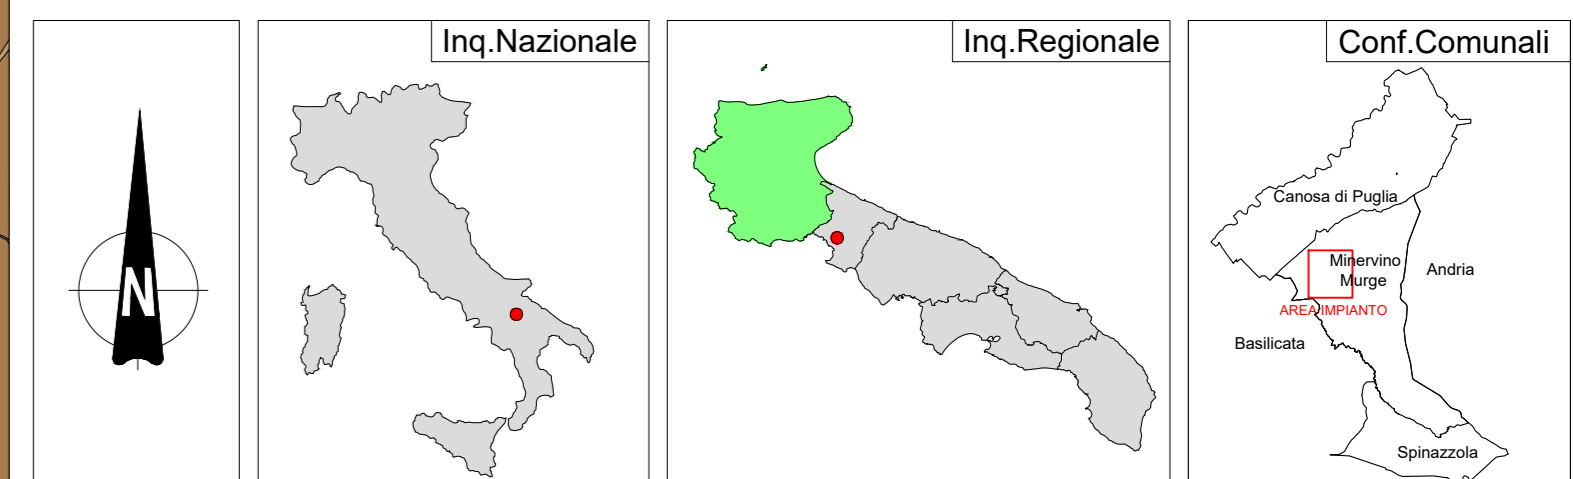 N
Inq.Nazionale
Inq.Regionale
Conf.Comunali
Canosa di Puglia
Minervino
Murge
Andria
AREA IMPIANTO
Basilicata
Spinazzola